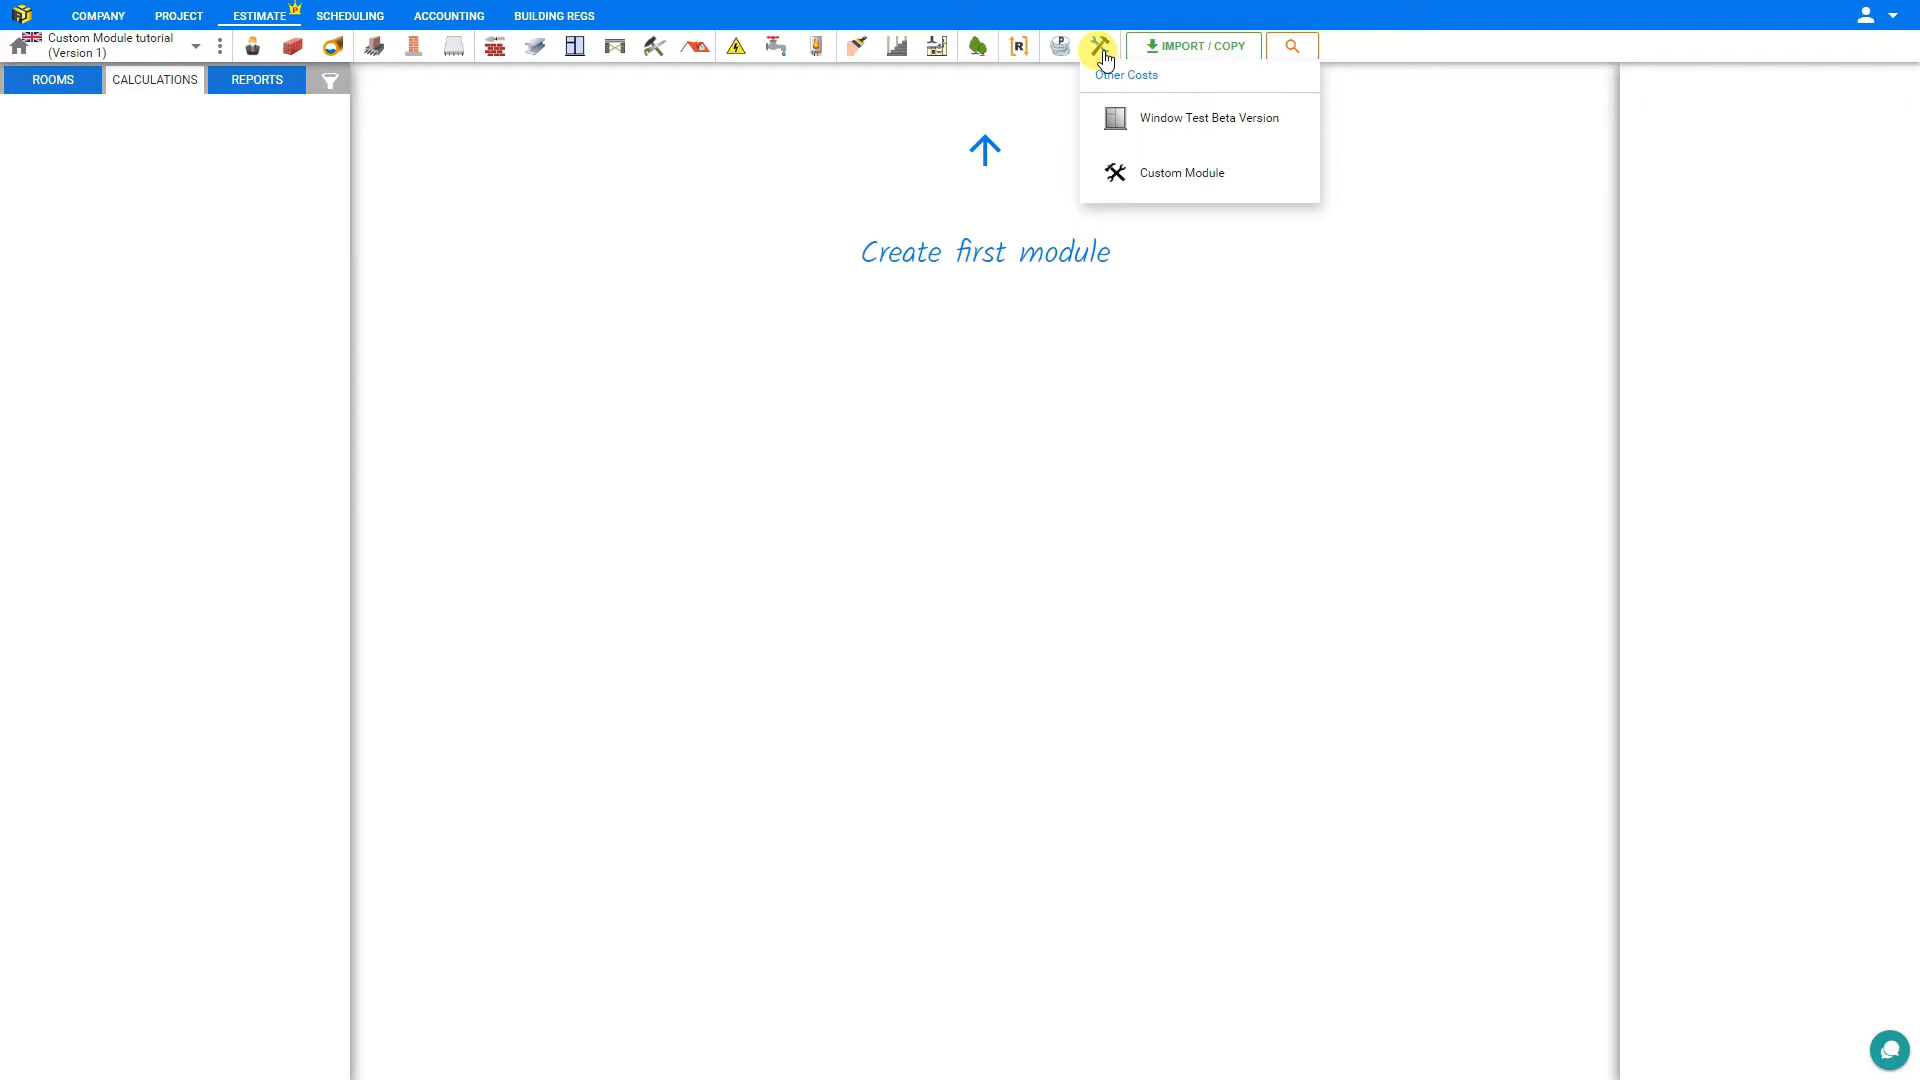 COMPANY PROJECT ESTIMATE P SCHEDULING ACCOUNTING BUILDING REGS
Custom Module tutorial
(Version 1)
[R] P IMPORT / COPY
ROOMS CALCULATIONS REPORTS
Other Costs
Window Test Beta Version
Custom Module
Create first module